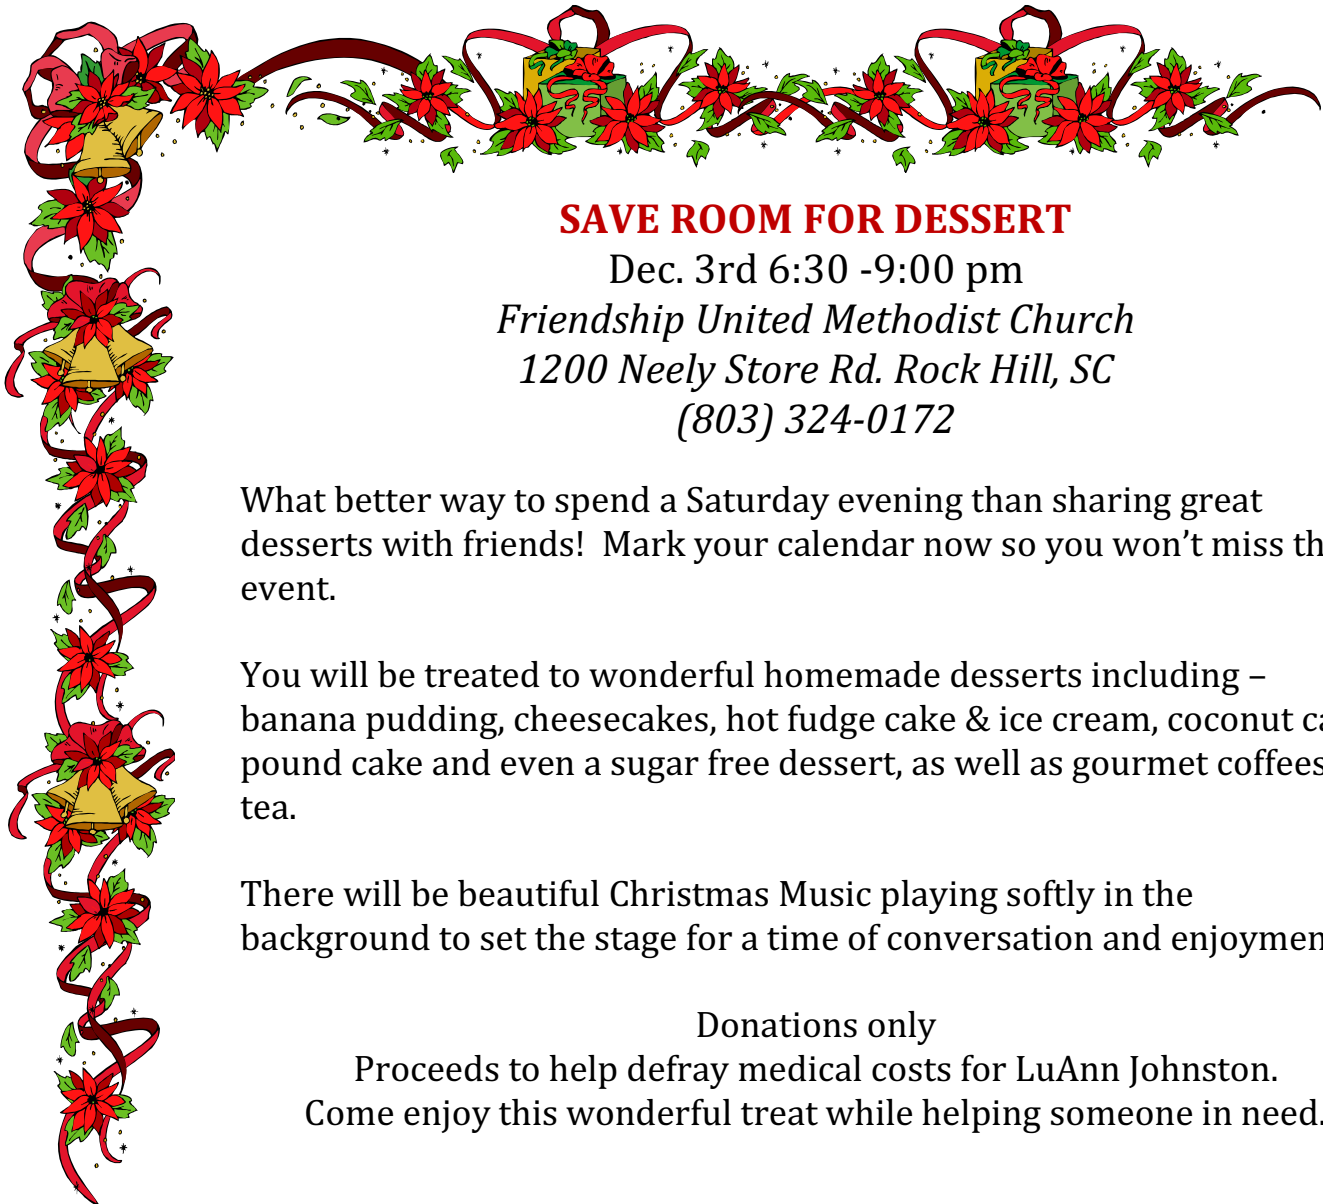 SAVE ROOM FOR DESSERT
Dec. 3rd 6:30 -9:00 pm
Friendship United Methodist Church
1200 Neely Store Rd. Rock Hill, SC
(803) 324-0172
What better way to spend a Saturday evening than sharing great
desserts with friends!  Mark your calendar now so you won’t miss th
event.
You will be treated to wonderful homemade desserts including –
banana pudding, cheesecakes, hot fudge cake & ice cream, coconut ca
pound cake and even a sugar free dessert, as well as gourmet coffees
tea.
There will be beautiful Christmas Music playing softly in the
background to set the stage for a time of conversation and enjoymen
Donations only
Proceeds to help defray medical costs for LuAnn Johnston.
Come enjoy this wonderful treat while helping someone in need.